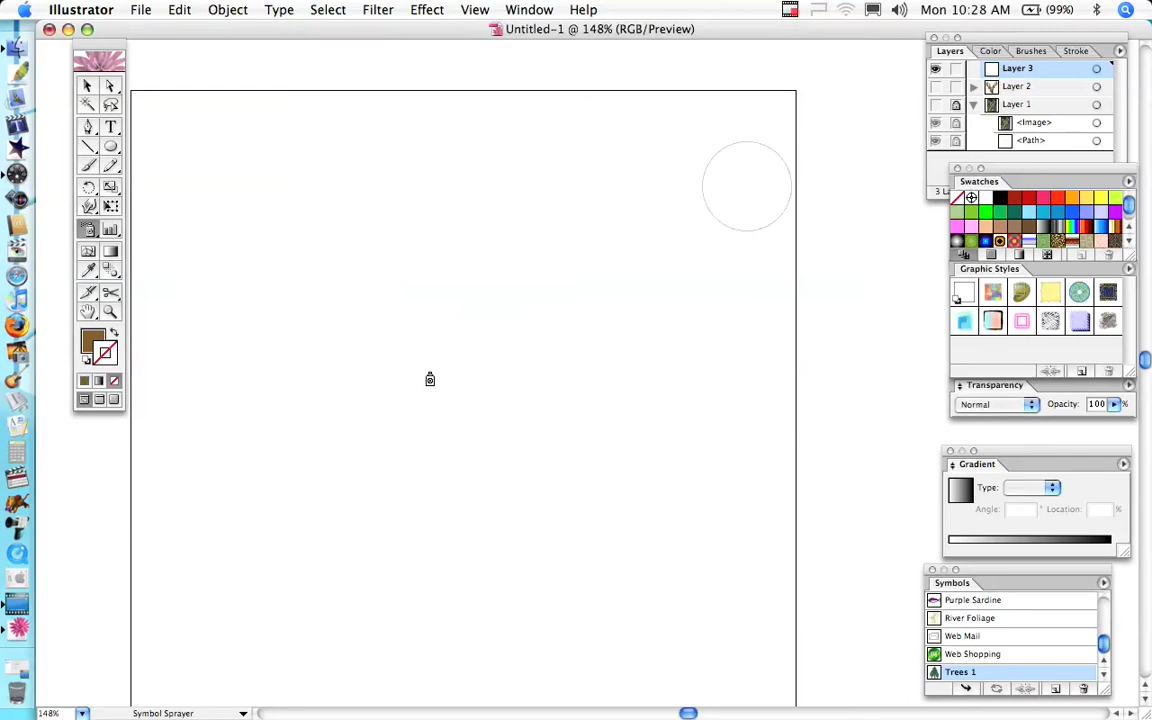 Illustrator File Edit Object Type Select Filter Effect View Window Help Mon 10:28 AM (99%)
Untitled-1 @ 148% (RGB/Preview)
Layers Color Brushes Stroke
Layer 3
Layer 2
Layer 1
<Image>
<Path>
3 L
Swatches
Graphic Styles
Transparency
Normal Opacity: 100 %
Gradient
Type:
Angle: ° Location: %
Symbols
Purple Sardine
River Foliage
Web Mail
Web Shopping
Trees 1
148% Symbol Sprayer